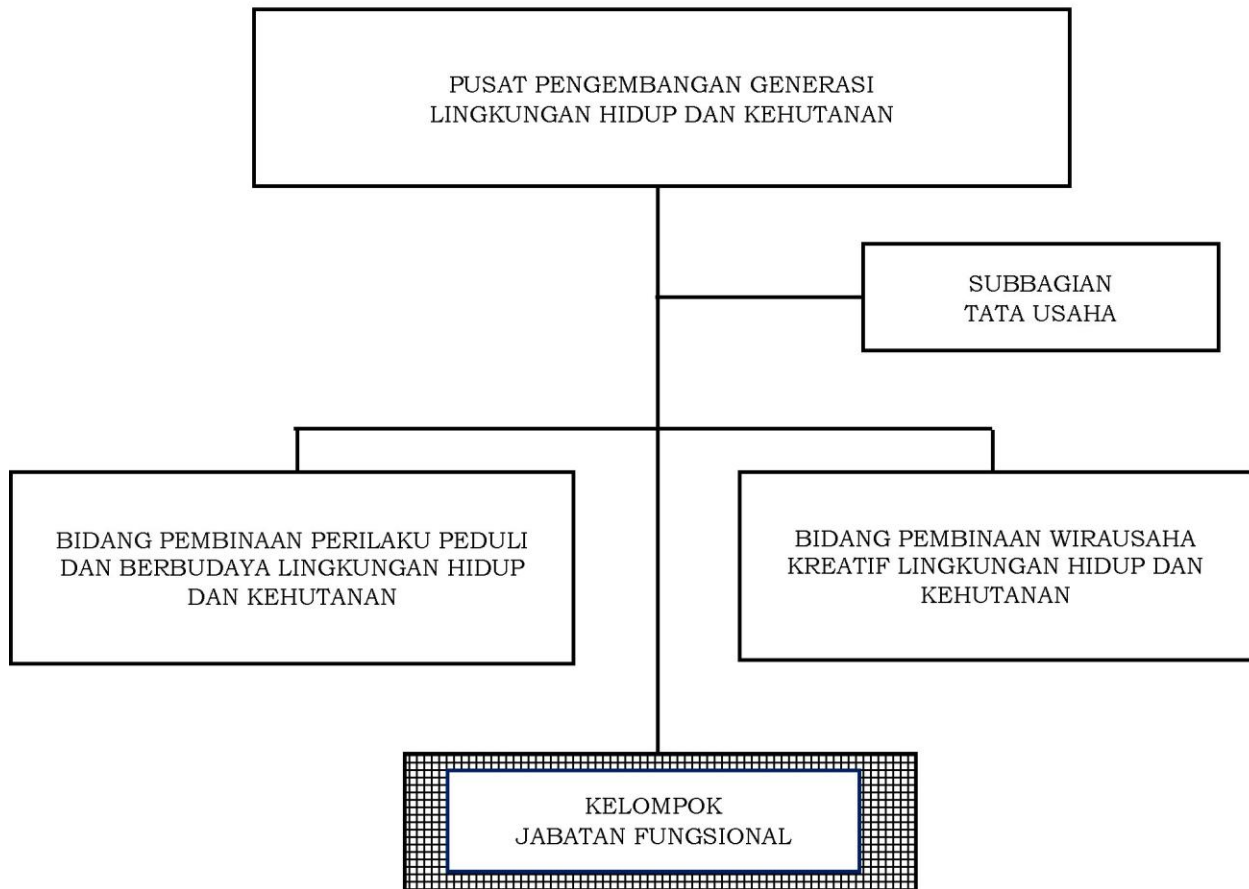 PUSAT PENGEMBANGAN GENERASI
LINGKUNGAN HIDUP DAN KEHUTANAN
SUBBAGIAN
TATA USAHA
BIDANG PEMBINAAN PERILAKU PEDULI
DAN BERBUDAYA LINGKUNGAN HIDUP
DAN KEHUTANAN
BIDANG PEMBINAAN WIRAUSAHA
KREATIF LINGKUNGAN HIDUP DAN
KEHUTANAN
KELOMPOK
JABATAN FUNGSIONAL